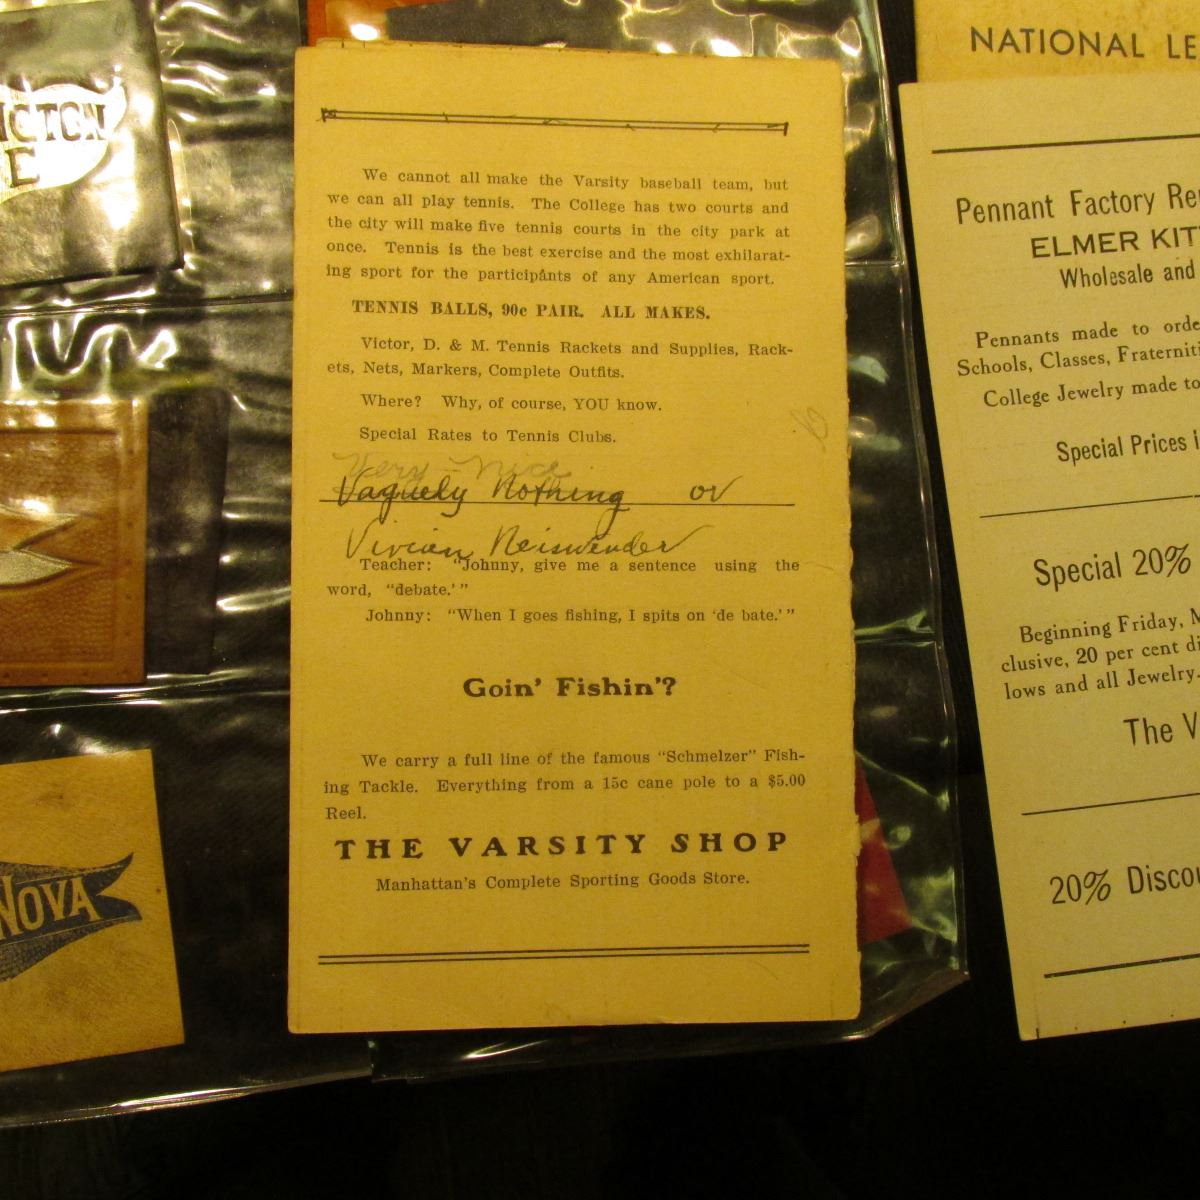 NGTON
E
NOVA
We cannot all make the Varsity baseball team, but
we can all play tennis. The College has two courts and
the city will make five tennis courts in the city park at
once. Tennis is the best exercise and the most exhilarat-
ing sport for the participants of any American sport.
TENNIS BALLS, 90c PAIR. ALL MAKES.
Victor, D. & M. Tennis Rackets and Supplies, Rack-
ets, Nets, Markers, Complete Outfits.
Where? Why, of course, YOU know.
Special Rates to Tennis Clubs.
Very Nice
Vaguely Nothing or
Vivian Neiswender
Teacher: "Johnny, give me a sentence using the
word, "debate.' "
Johnny: "When I goes fishing, I spits on 'de bate.' "
Goin' Fishin'?
We carry a full line of the famous "Schmelzer" Fish-
ing Tackle. Everything from a 15c cane pole to a $5.00
Reel.
THE VARSITY SHOP
Manhattan's Complete Sporting Goods Store.
NATIONAL LE
Pennant Factory Re
ELMER KIT
Wholesale and
Pennants made to orde
Schools, Classes, Fraterniti
College Jewelry made to
Special Prices i
Special 20%
Beginning Friday, M
clusive, 20 per cent di
lows and all Jewelry.
The V
20% Discou